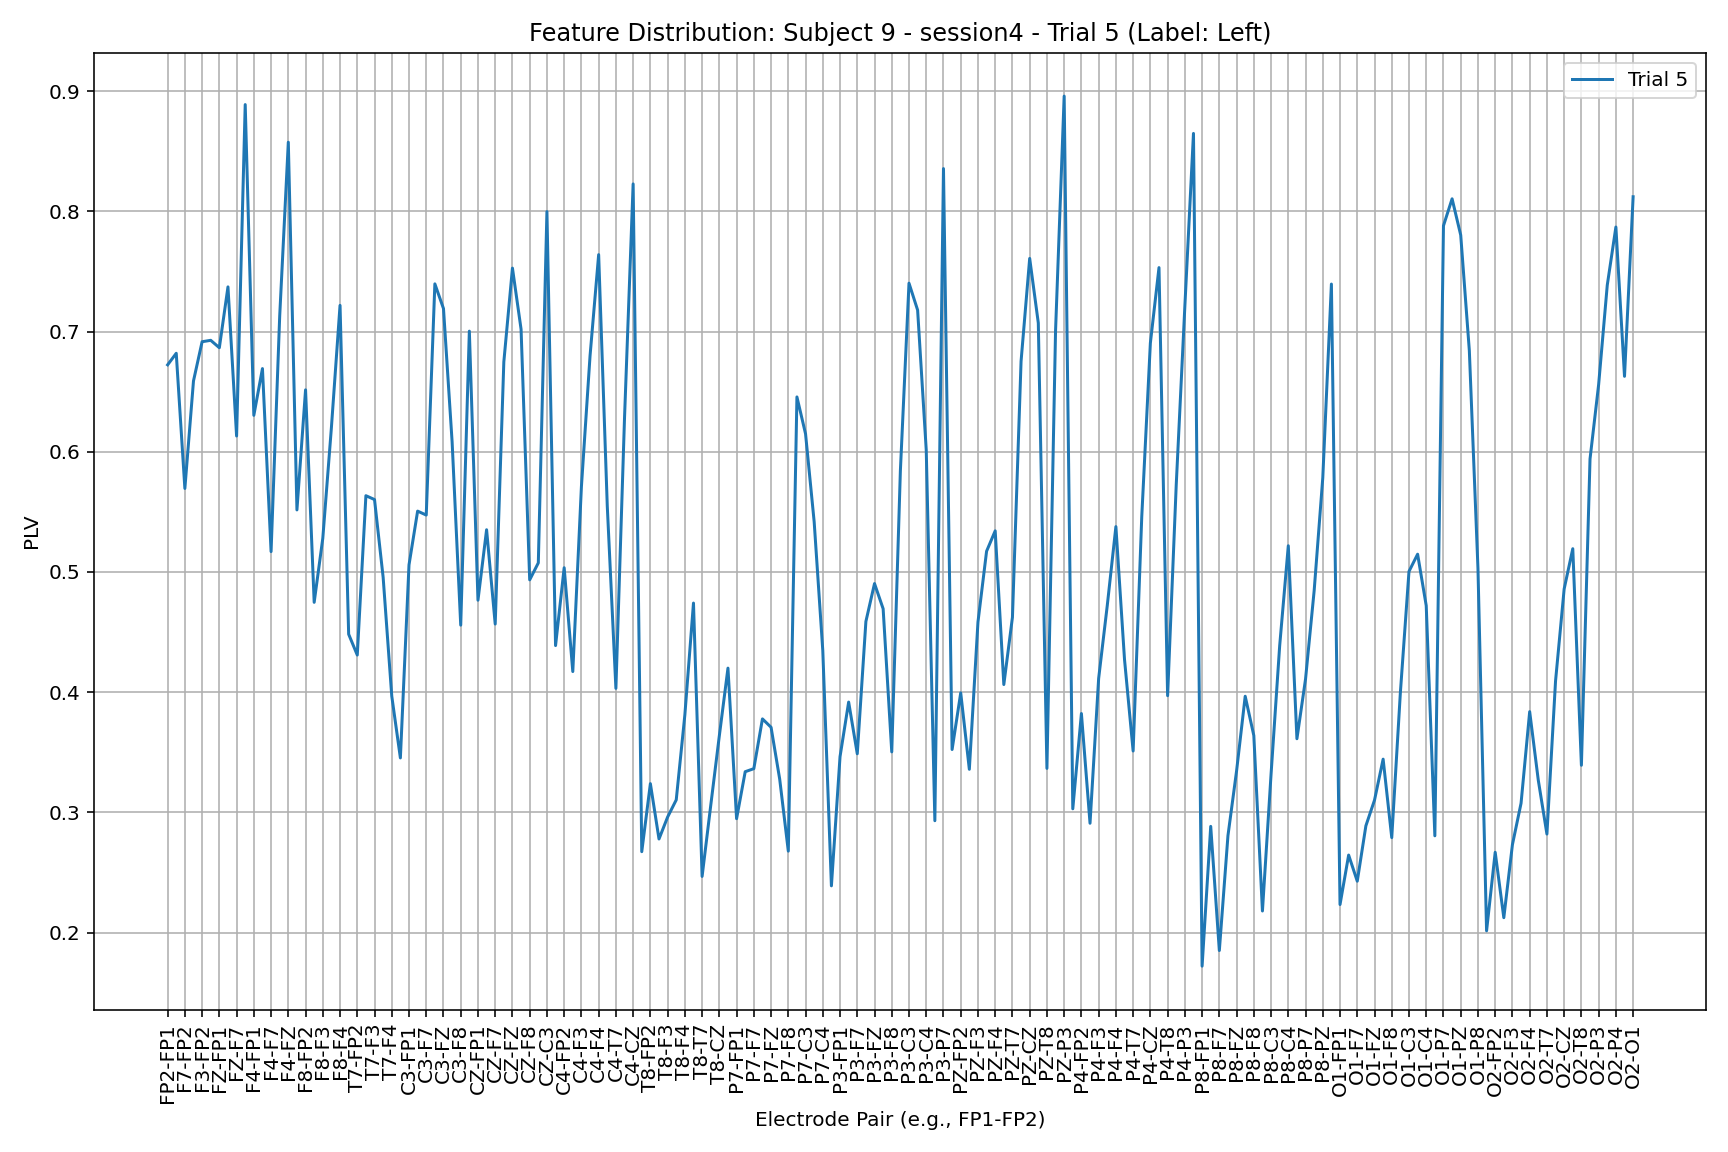 Feature Distribution: Subject 9 - session4 - Trial 5 (Label: Left)
Trial 5
PLV
0.9
0.8
0.7
0.6
0.5
0.4
0.3
0.2
FP2-FP1
F7-FP2
F3-FP2
FZ-FP1
FZ-F7
F4-FP1
F4-F7
F4-FZ
F8-FP2
F8-F3
F8-F4
T7-FP2
T7-F3
T7-F4
C3-FP1
C3-F7
C3-FZ
C3-F8
CZ-FP1
CZ-F7
CZ-FZ
CZ-F8
CZ-C3
C4-FP2
C4-F3
C4-F4
C4-T7
C4-CZ
T8-FP2
T8-F3
T8-F4
T8-T7
T8-CZ
P7-FP1
P7-F7
P7-FZ
P7-F8
P7-C3
P7-C4
P3-FP1
P3-F7
P3-FZ
P3-F8
P3-C3
P3-C4
P3-P7
PZ-FP2
PZ-F3
PZ-F4
PZ-T7
PZ-CZ
PZ-T8
PZ-P3
P4-FP2
P4-F3
P4-F4
P4-T7
P4-CZ
P4-T8
P4-P3
P8-FP1
P8-F7
P8-FZ
P8-F8
P8-C3
P8-C4
P8-P7
P8-PZ
O1-FP1
O1-F7
O1-FZ
O1-F8
O1-C3
O1-C4
O1-P7
O1-PZ
O1-P8
O2-FP2
O2-F3
O2-F4
O2-T7
O2-CZ
O2-T8
O2-P3
O2-P4
O2-O1
Electrode Pair (e.g., FP1-FP2)